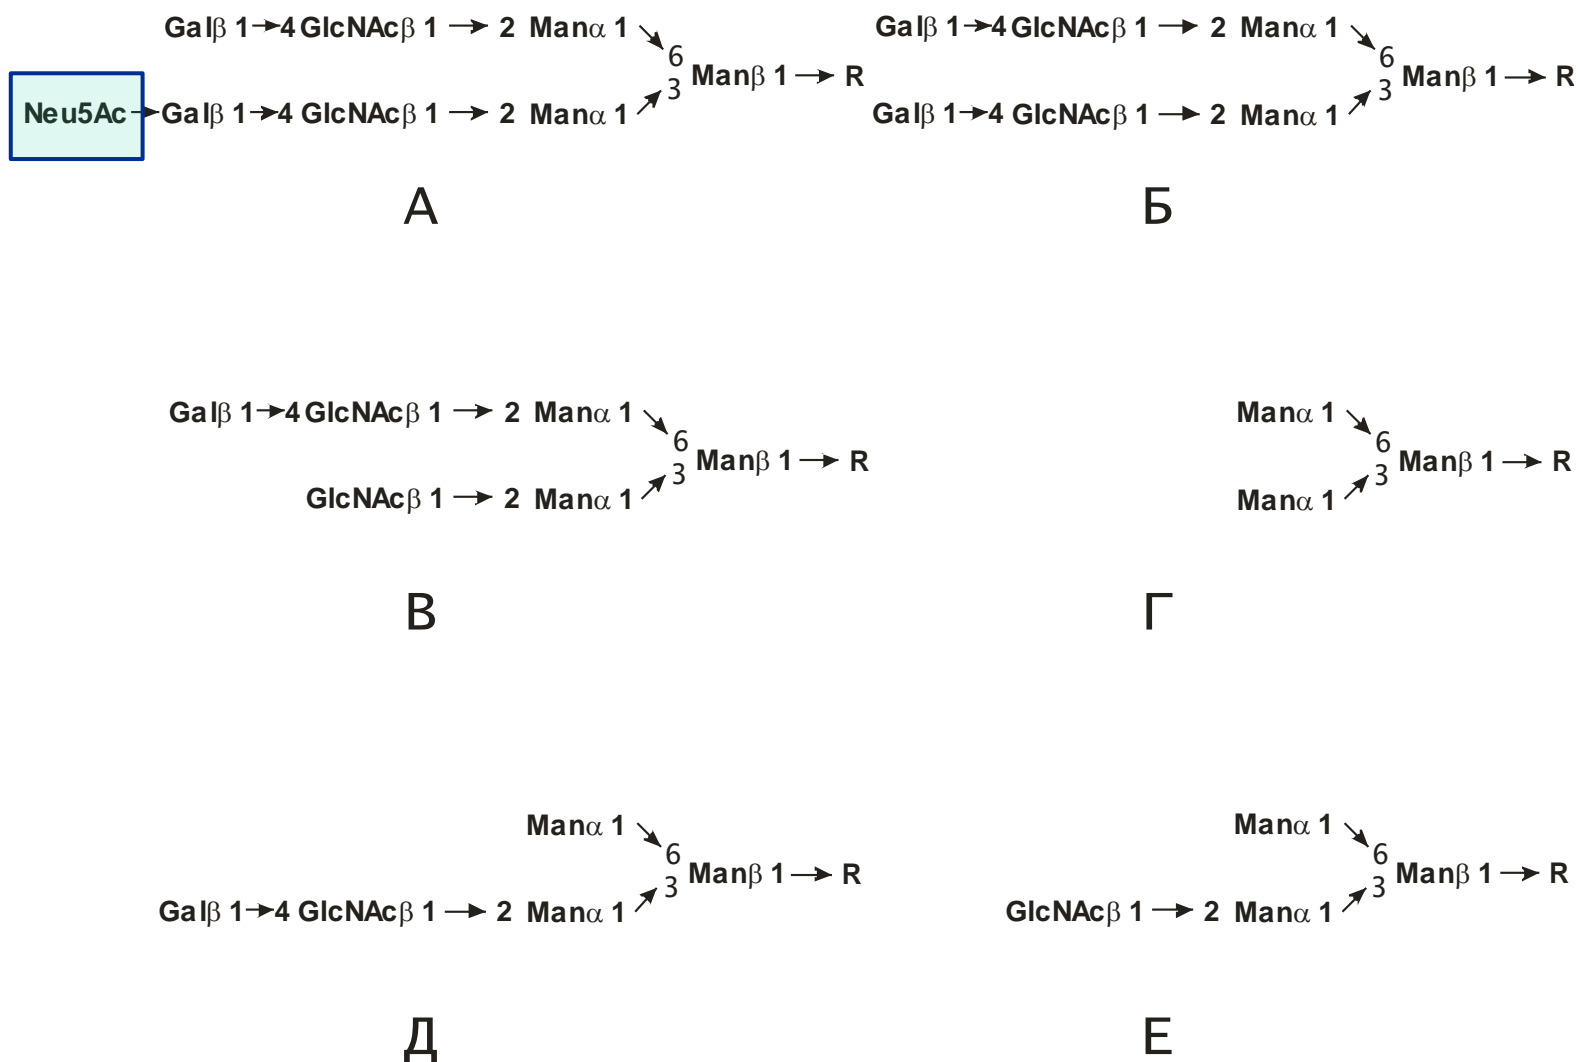 Galβ 1→4 GlcNAcβ 1 → 2 Manα 1
6
3
Manβ 1 → R
Neu5Ac → Galβ 1→4 GlcNAcβ 1 → 2 Manα 1
А
Galβ 1→4 GlcNAcβ 1 → 2 Manα 1
6
3
Manβ 1 → R
Galβ 1→4 GlcNAcβ 1 → 2 Manα 1
Б
Galβ 1→4 GlcNAcβ 1 → 2 Manα 1
6
3
Manβ 1 → R
GlcNAcβ 1 → 2 Manα 1
В
Manα 1
6
3
Manβ 1 → R
Manα 1
Г
Manα 1
6
3
Manβ 1 → R
Galβ 1→4 GlcNAcβ 1 → 2 Manα 1
Д
Manα 1
6
3
Manβ 1 → R
GlcNAcβ 1 → 2 Manα 1
Е